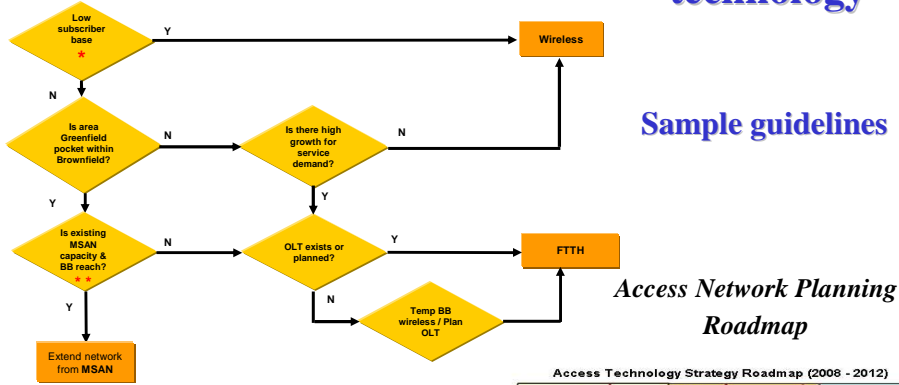 technology
Low
subscriber
base
*
Y
Wireless
N
Is area
Greenfield
pocket within
Brownfield?
N
Is there high
growth for
service
demand?
N
Sample guidelines
Y
Y
Is existing
MSAN
capacity &
BB reach?
**
N
OLT exists or
planned?
Y
FTTH
Y
N
Temp BB
wireless / Plan
OLT
Access Network Planning
Roadmap
Extend network
from MSAN
Access Technology Strategy Roadmap (2008 - 2012)